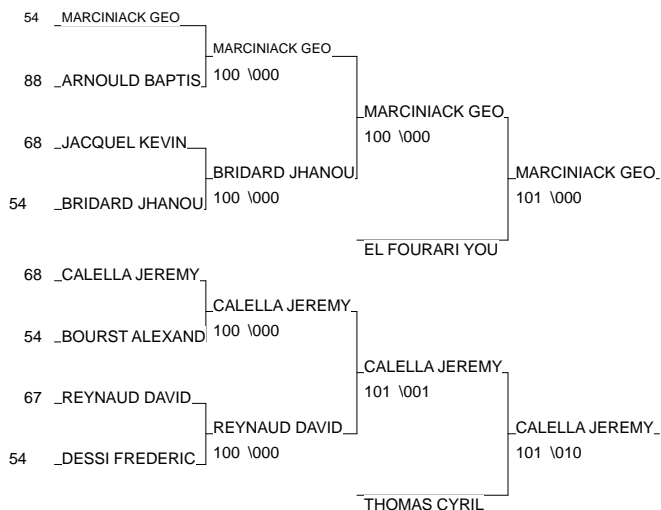 54 MARCINIACK GEO
MARCINIACK GEO
100 \000
88 ARNOULD BAPTIS
MARCINIACK GEO
100 \000
68 JACQUEL KEVIN
BRIDARD JHANOU
100 \000
MARCINIACK GEO
101 \000
54 BRIDARD JHANOU
EL FOURARI YOU
68 CALELLA JEREMY
CALELLA JEREMY
100 \000
54 BOURST ALEXAND
CALELLA JEREMY
101 \001
67 REYNAUD DAVID
REYNAUD DAVID
100 \000
CALELLA JEREMY
101 \010
54 DESSI FREDERIC
THOMAS CYRIL